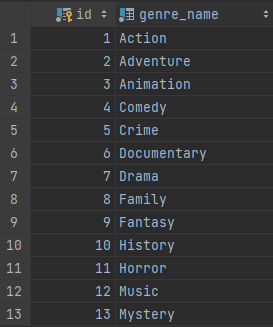 id genre_name
1 1 Action
2 2 Adventure
3 3 Animation
4 4 Comedy
5 5 Crime
6 6 Documentary
7 7 Drama
8 8 Family
9 9 Fantasy
10 10 History
11 11 Horror
12 12 Music
13 13 Mystery